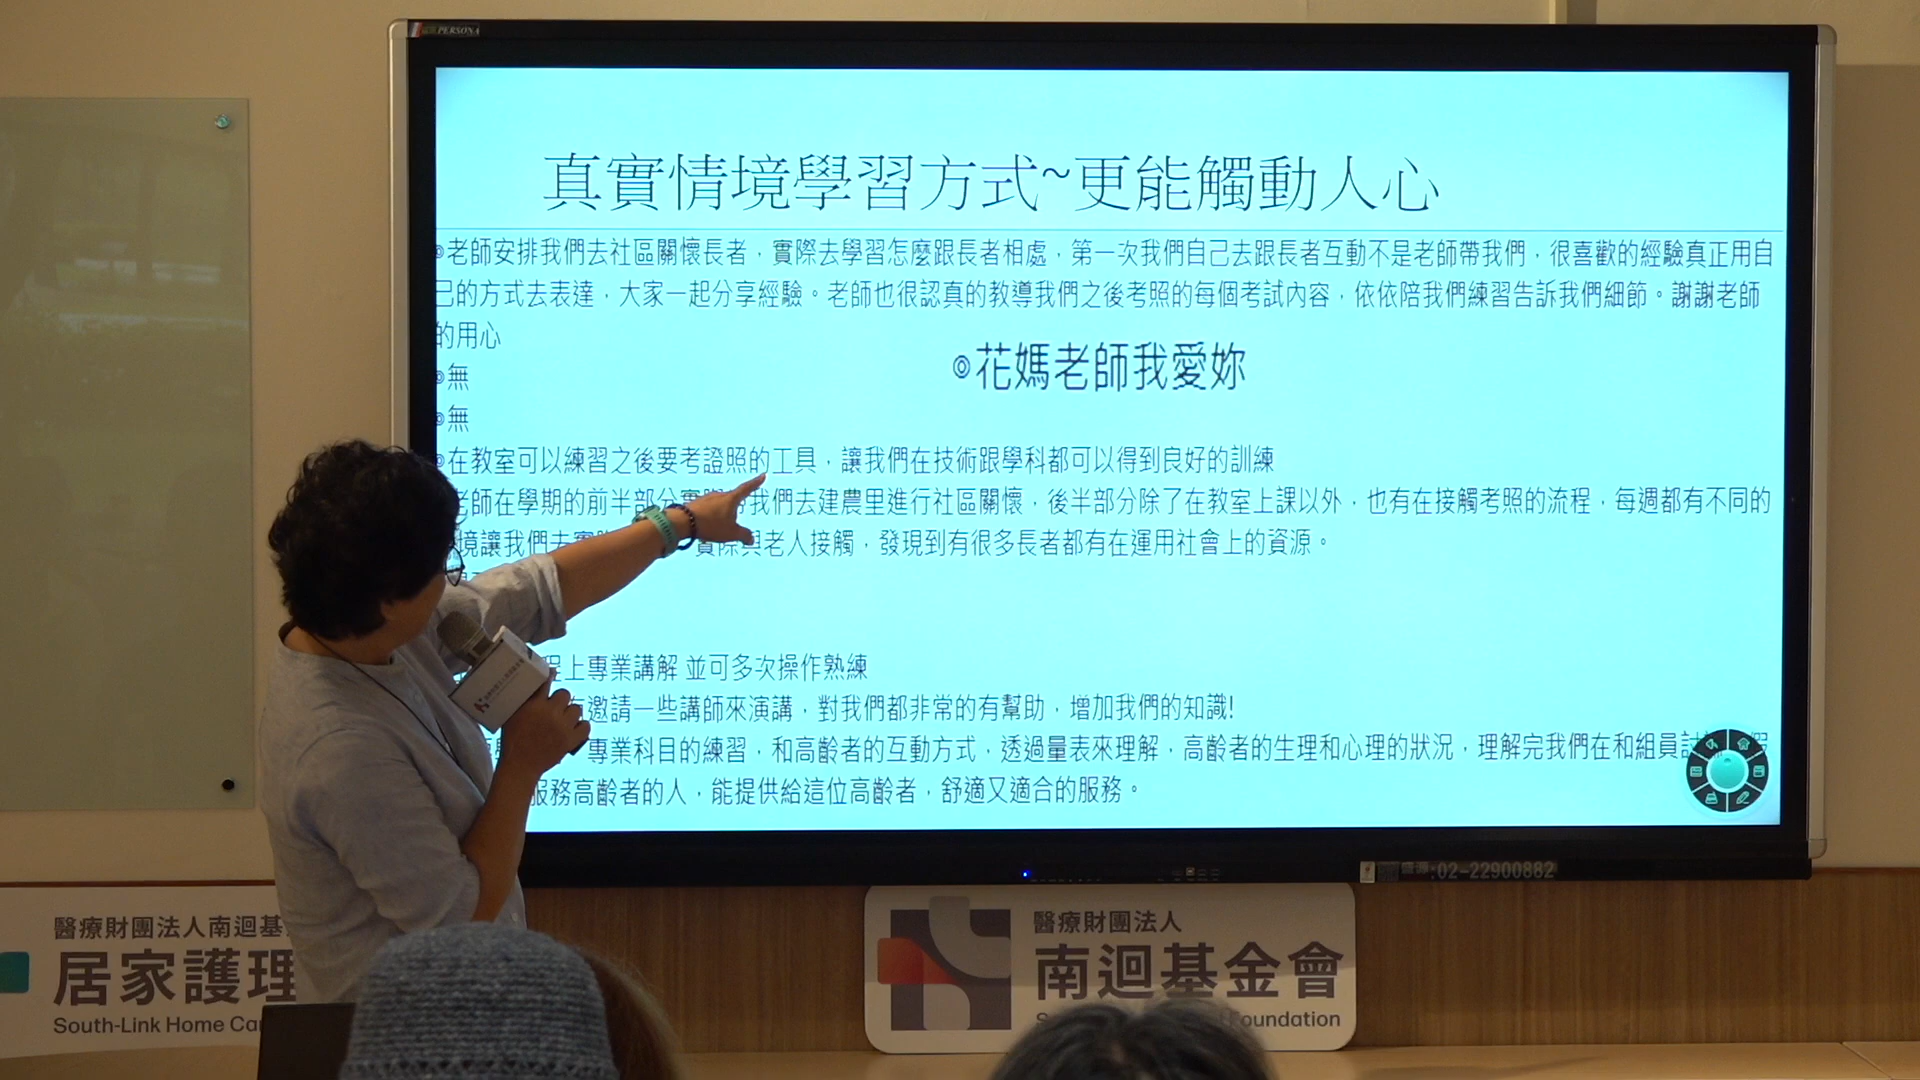 PERSONA
真實情境學習方式~更能觸動人心
◎老師安排我們去社區關懷長者，實際去學習怎麼跟長者相處，第一次我們自己去跟長者互動不是老師帶我們，很喜歡的經驗真正用自
己的方式去表達，大家一起分享經驗。老師也很認真的教導我們之後考照的每個考試內容，依依陪我們練習告訴我們細節。謝謝老師
的用心
◎花媽老師我愛妳
◎無
◎無
◎在教室可以練習之後要考證照的工具，讓我們在技術跟學科都可以得到良好的訓練
老師在學期的前半部分實際帶我們去建農里進行社區關懷，後半部分除了在教室上課以外，也有在接觸考照的流程，每週都有不同的
境讓我們去實際與老人接觸，發現到有很多長者都有在運用社會上的資源。
程上專業講解 並可多次操作熟練
邀請一些講師來演講，對我們都非常的有幫助，增加我們的知識!
專業科目的練習，和高齡者的互動方式，透過量表來理解，高齡者的生理和心理的狀況，理解完我們在和組員討
服務高齡者的人，能提供給這位高齡者，舒適又適合的服務。
:02-22900882
醫療財團法人南迴基
居家護理
South-Link Home Ca
醫療財團法人
南迴基金會
oundation